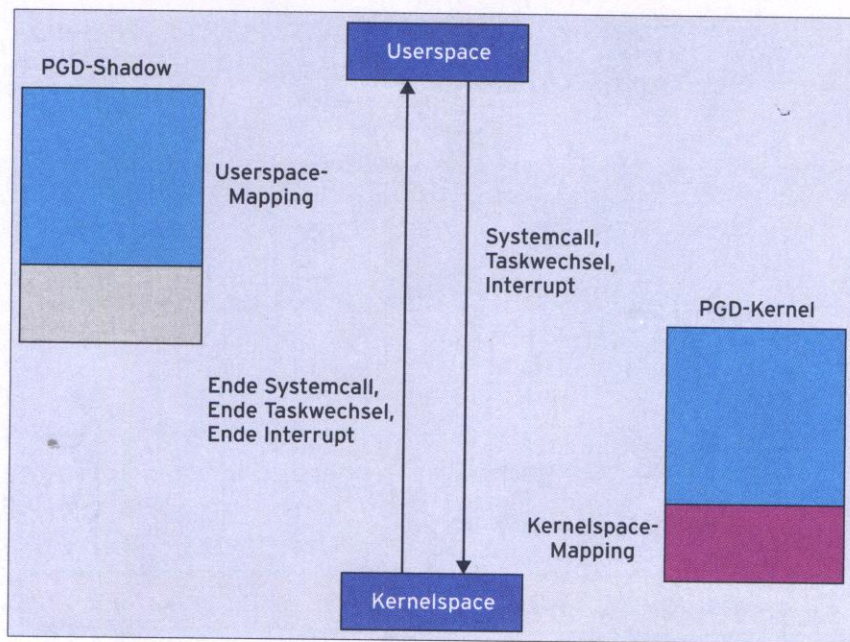 Userspace
PGD-Shadow
Userspace-
Mapping
Systemcall,
Taskwechsel,
Interrupt
PGD-Kernel
Ende Systemcall,
Ende Taskwechsel,
Ende Interrupt
Kernelspace-
Mapping
Kernelspace